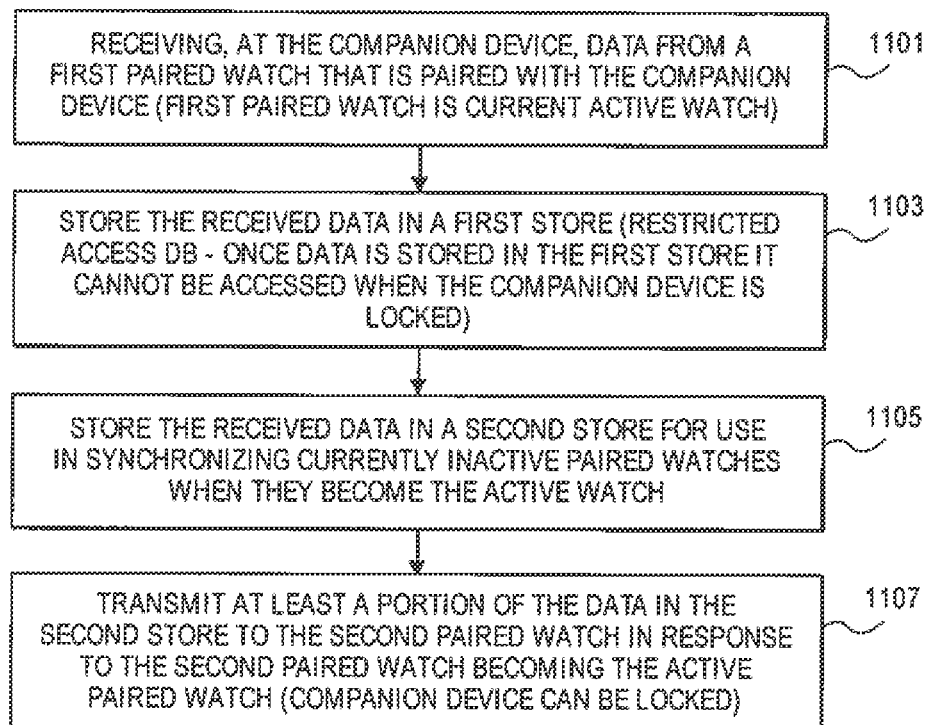 RECEIVING, AT THE COMPANION DEVICE, DATA FROM A
FIRST PAIRED WATCH THAT IS PAIRED WITH THE COMPANION
DEVICE (FIRST PAIRED WATCH IS CURRENT ACTIVE WATCH)
1101
STORE THE RECEIVED DATA IN A FIRST STORE (RESTRICTED
ACCESS DB - ONCE DATA IS STORED IN THE FIRST STORE IT
CANNOT BE ACCESSED WHEN THE COMPANION DEVICE IS
LOCKED)
1103
STORE THE RECEIVED DATA IN A SECOND STORE FOR USE
IN SYNCHRONIZING CURRENTLY INACTIVE PAIRED WATCHES
WHEN THEY BECOME THE ACTIVE WATCH
1105
TRANSMIT AT LEAST A PORTION OF THE DATA IN THE
SECOND STORE TO THE SECOND PAIRED WATCH IN RESPONSE
TO THE SECOND PAIRED WATCH BECOMING THE ACTIVE
PAIRED WATCH (COMPANION DEVICE CAN BE LOCKED)
1107